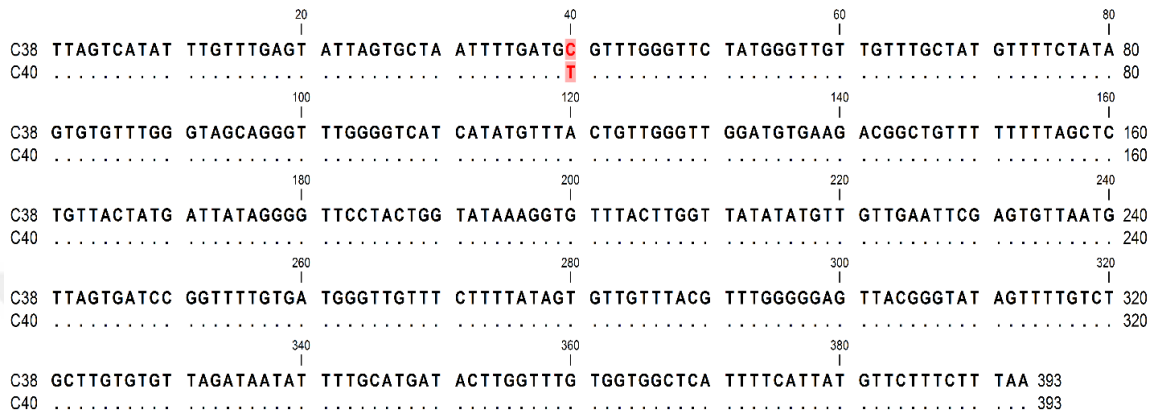 20 40 60 80
C38 TTAGTCATAT TTGTTTGAGT ATTAGTGCTA ATTTTGATGC GTTTGGGTTC TATGGGTTGT TGTTTGCTAT GTTTTCTATA 80
C40 . . . . . . . . . . . . . . . . . . . . . . . . . . . . . . . . . . . . . . . T . . . . . . . . . . . . . . . . . . . . . . . . . . . . . . . . . . . . . . . . 80
100 120 140 160
C38 GTGTGTTTGG GTAGCAGGGT TTGGGGTCAT CATATGTTTA CTGTTGGGTT GGATGTGAAG ACGGCTGTTT TTTTTAGCTC 160
C40 . . . . . . . . . . . . . . . . . . . . . . . . . . . . . . . . . . . . . . . . . . . . . . . . . . . . . . . . . . . . . . . . . . . . . . . . . . . . . . . . 160
180 200 220 240
C38 TGTTACTATG ATTATAGGGG TTCCTACTGG TATAAAGGTG TTTACTTGGT TATATATGTT GTTGAATTCG AGTGTTAATG 240
C40 . . . . . . . . . . . . . . . . . . . . . . . . . . . . . . . . . . . . . . . . . . . . . . . . . . . . . . . . . . . . . . . . . . . . . . . . . . . . . . . . 240
260 280 300 320
C38 TTAGTGATCC GGTTTTGTGA TGGGTTGTTT CTTTTATAGT GTTGTTTACG TTTGGGGGAG TTACGGGTAT AGTTTTGTCT 320
C40 . . . . . . . . . . . . . . . . . . . . . . . . . . . . . . . . . . . . . . . . . . . . . . . . . . . . . . . . . . . . . . . . . . . . . . . . . . . . . . . . 320
340 360 380
C38 GCTTGTGTGT TAGATAATAT TTTGCATGAT ACTTGGTTTG TGGTGGCTCA TTTTCATTAT GTTCTTTCTT TAA 393
C40 . . . . . . . . . . . . . . . . . . . . . . . . . . . . . . . . . . . . . . . . . . . . . . . . . . . . . . . . . . . . . . . . . . . . . . . . . 393